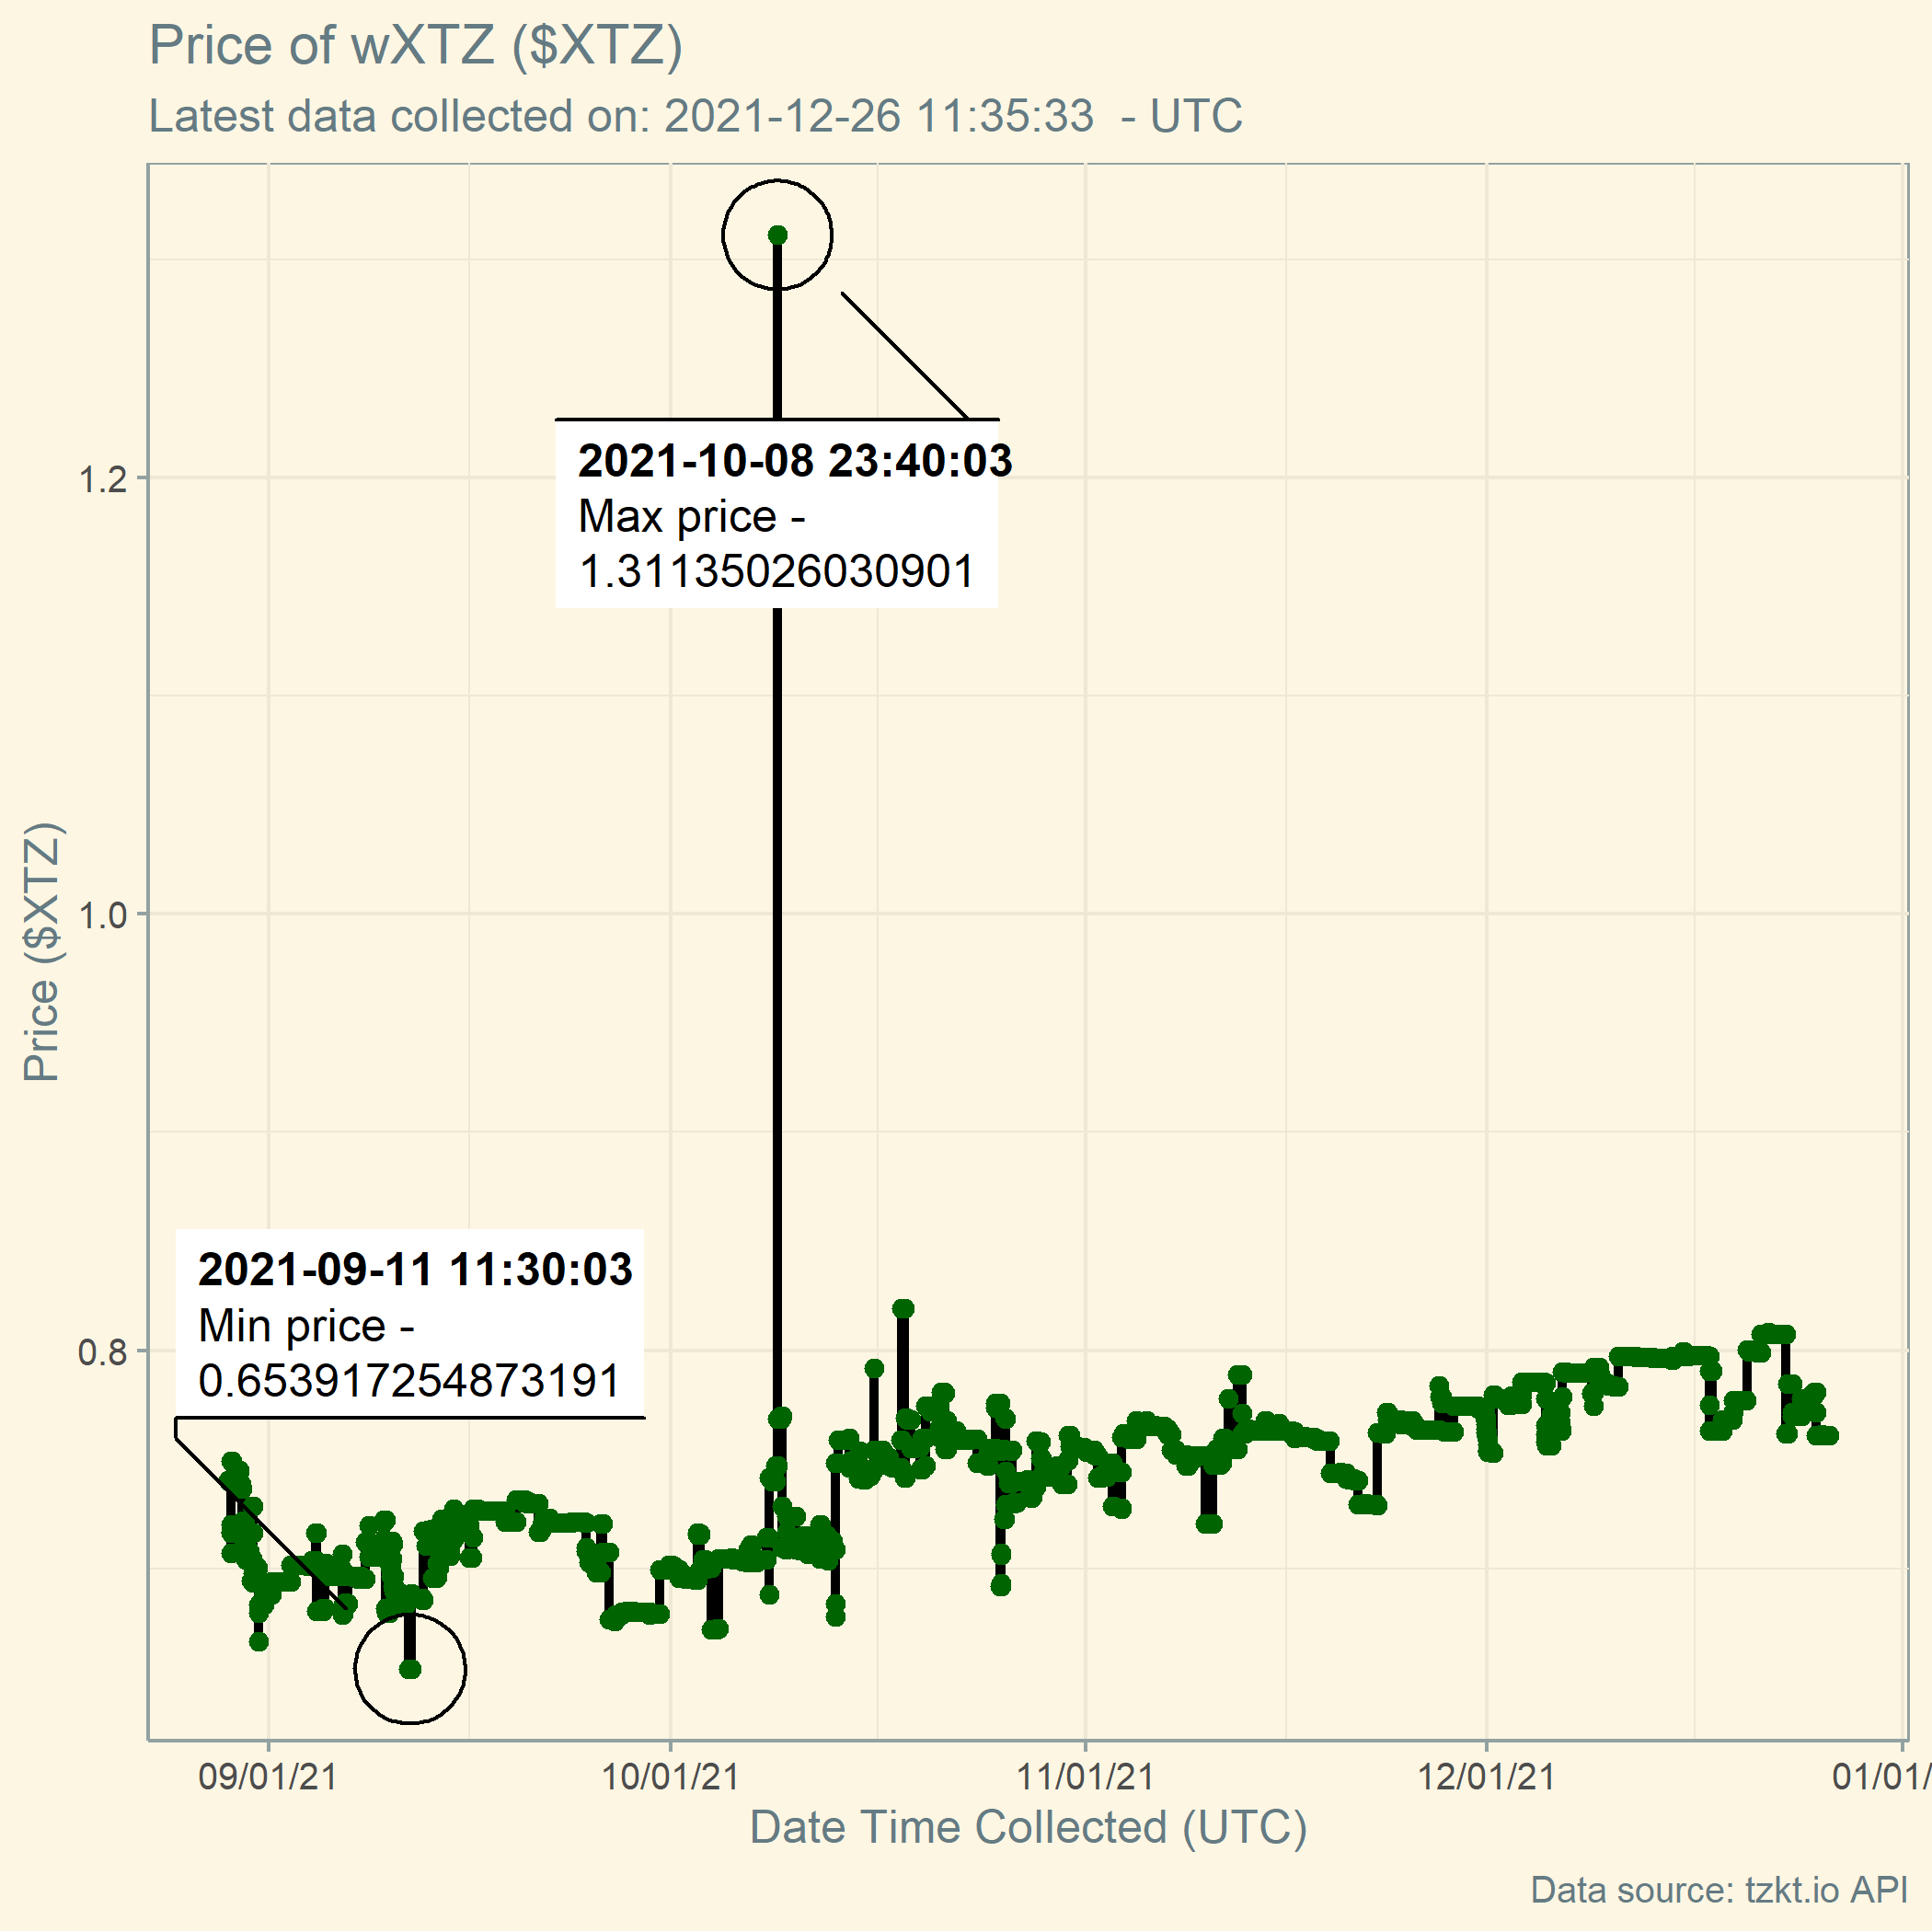 Price of wXTZ ($XTZ)
Latest data collected on: 2021-12-26 11:35:33  - UTC
2021-10-08 23:40:03
Max price -
1.31135026030901
1.2
1.0
Price ($XTZ)
2021-09-11 11:30:03
Min price -
0.653917254873191
0.8
09/01/21 10/01/21 11/01/21 12/01/21 01/01/
Date Time Collected (UTC)
Data source: tzkt.io API